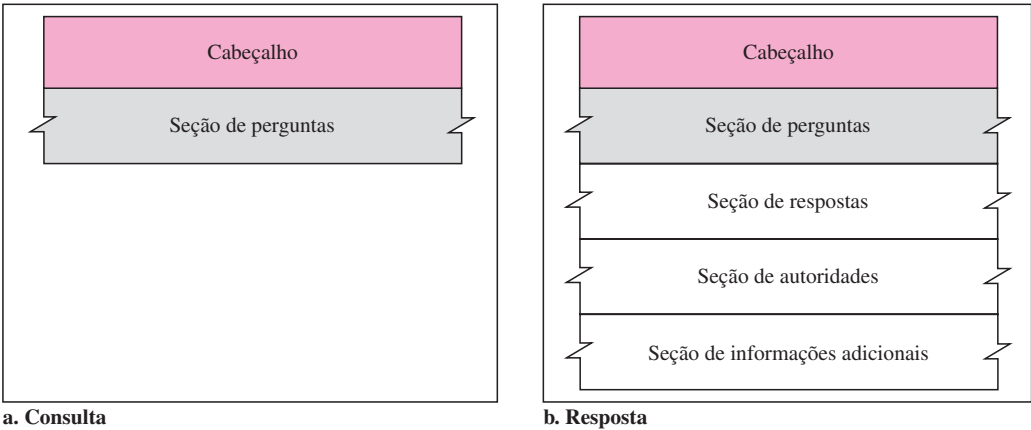 Cabeçalho
Seção de perguntas
a. Consulta
Cabeçalho
Seção de perguntas
Seção de respostas
Seção de autoridades
Seção de informações adicionais
b. Resposta